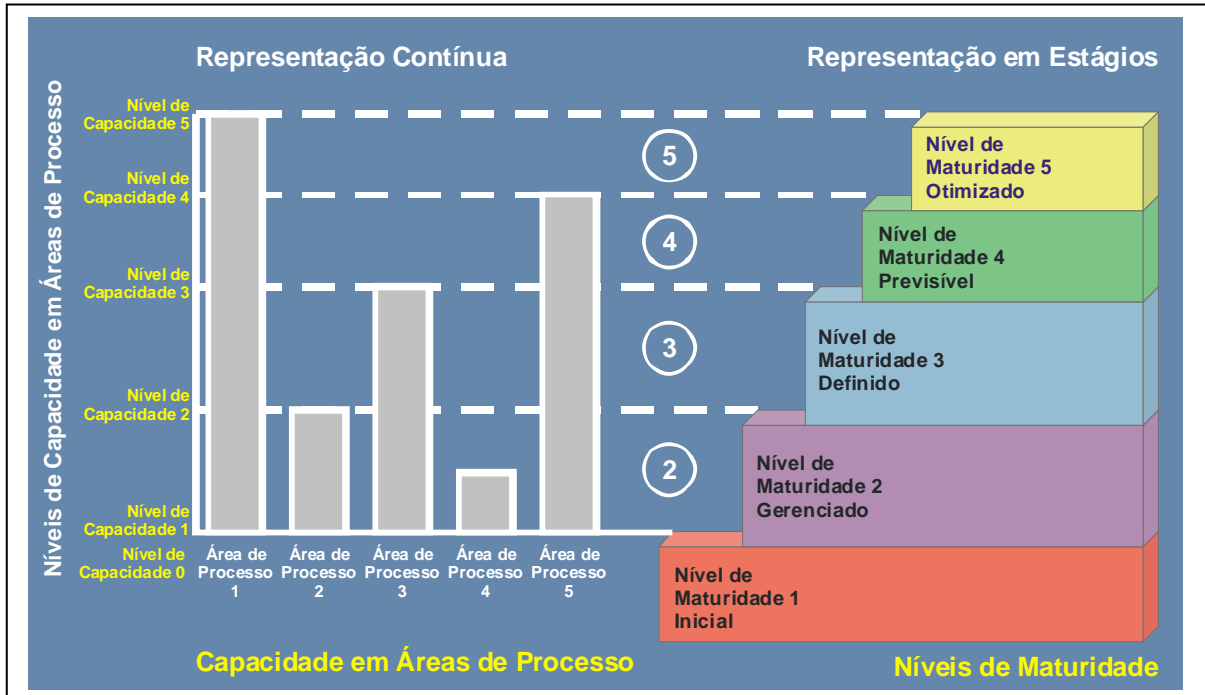 Representação Contínua
Representação em Estágios
Níveis de Capacidade em Áreas de Processo
Nível de
Capacidade 5
Nível de
Capacidade 4
Nível de
Capacidade 3
Nível de
Capacidade 2
Nível de
Capacidade 1
Nível de
Capacidade 0
Área de
Processo
1
Área de
Processo
2
Área de
Processo
3
Área de
Processo
4
Área de
Processo
5
5
4
3
2
Nível de
Maturidade 5
Otimizado
Nível de
Maturidade 4
Previsível
Nível de
Maturidade 3
Definido
Nível de
Maturidade 2
Gerenciado
Nível de
Maturidade 1
Inicial
Capacidade em Áreas de Processo
Níveis de Maturidade